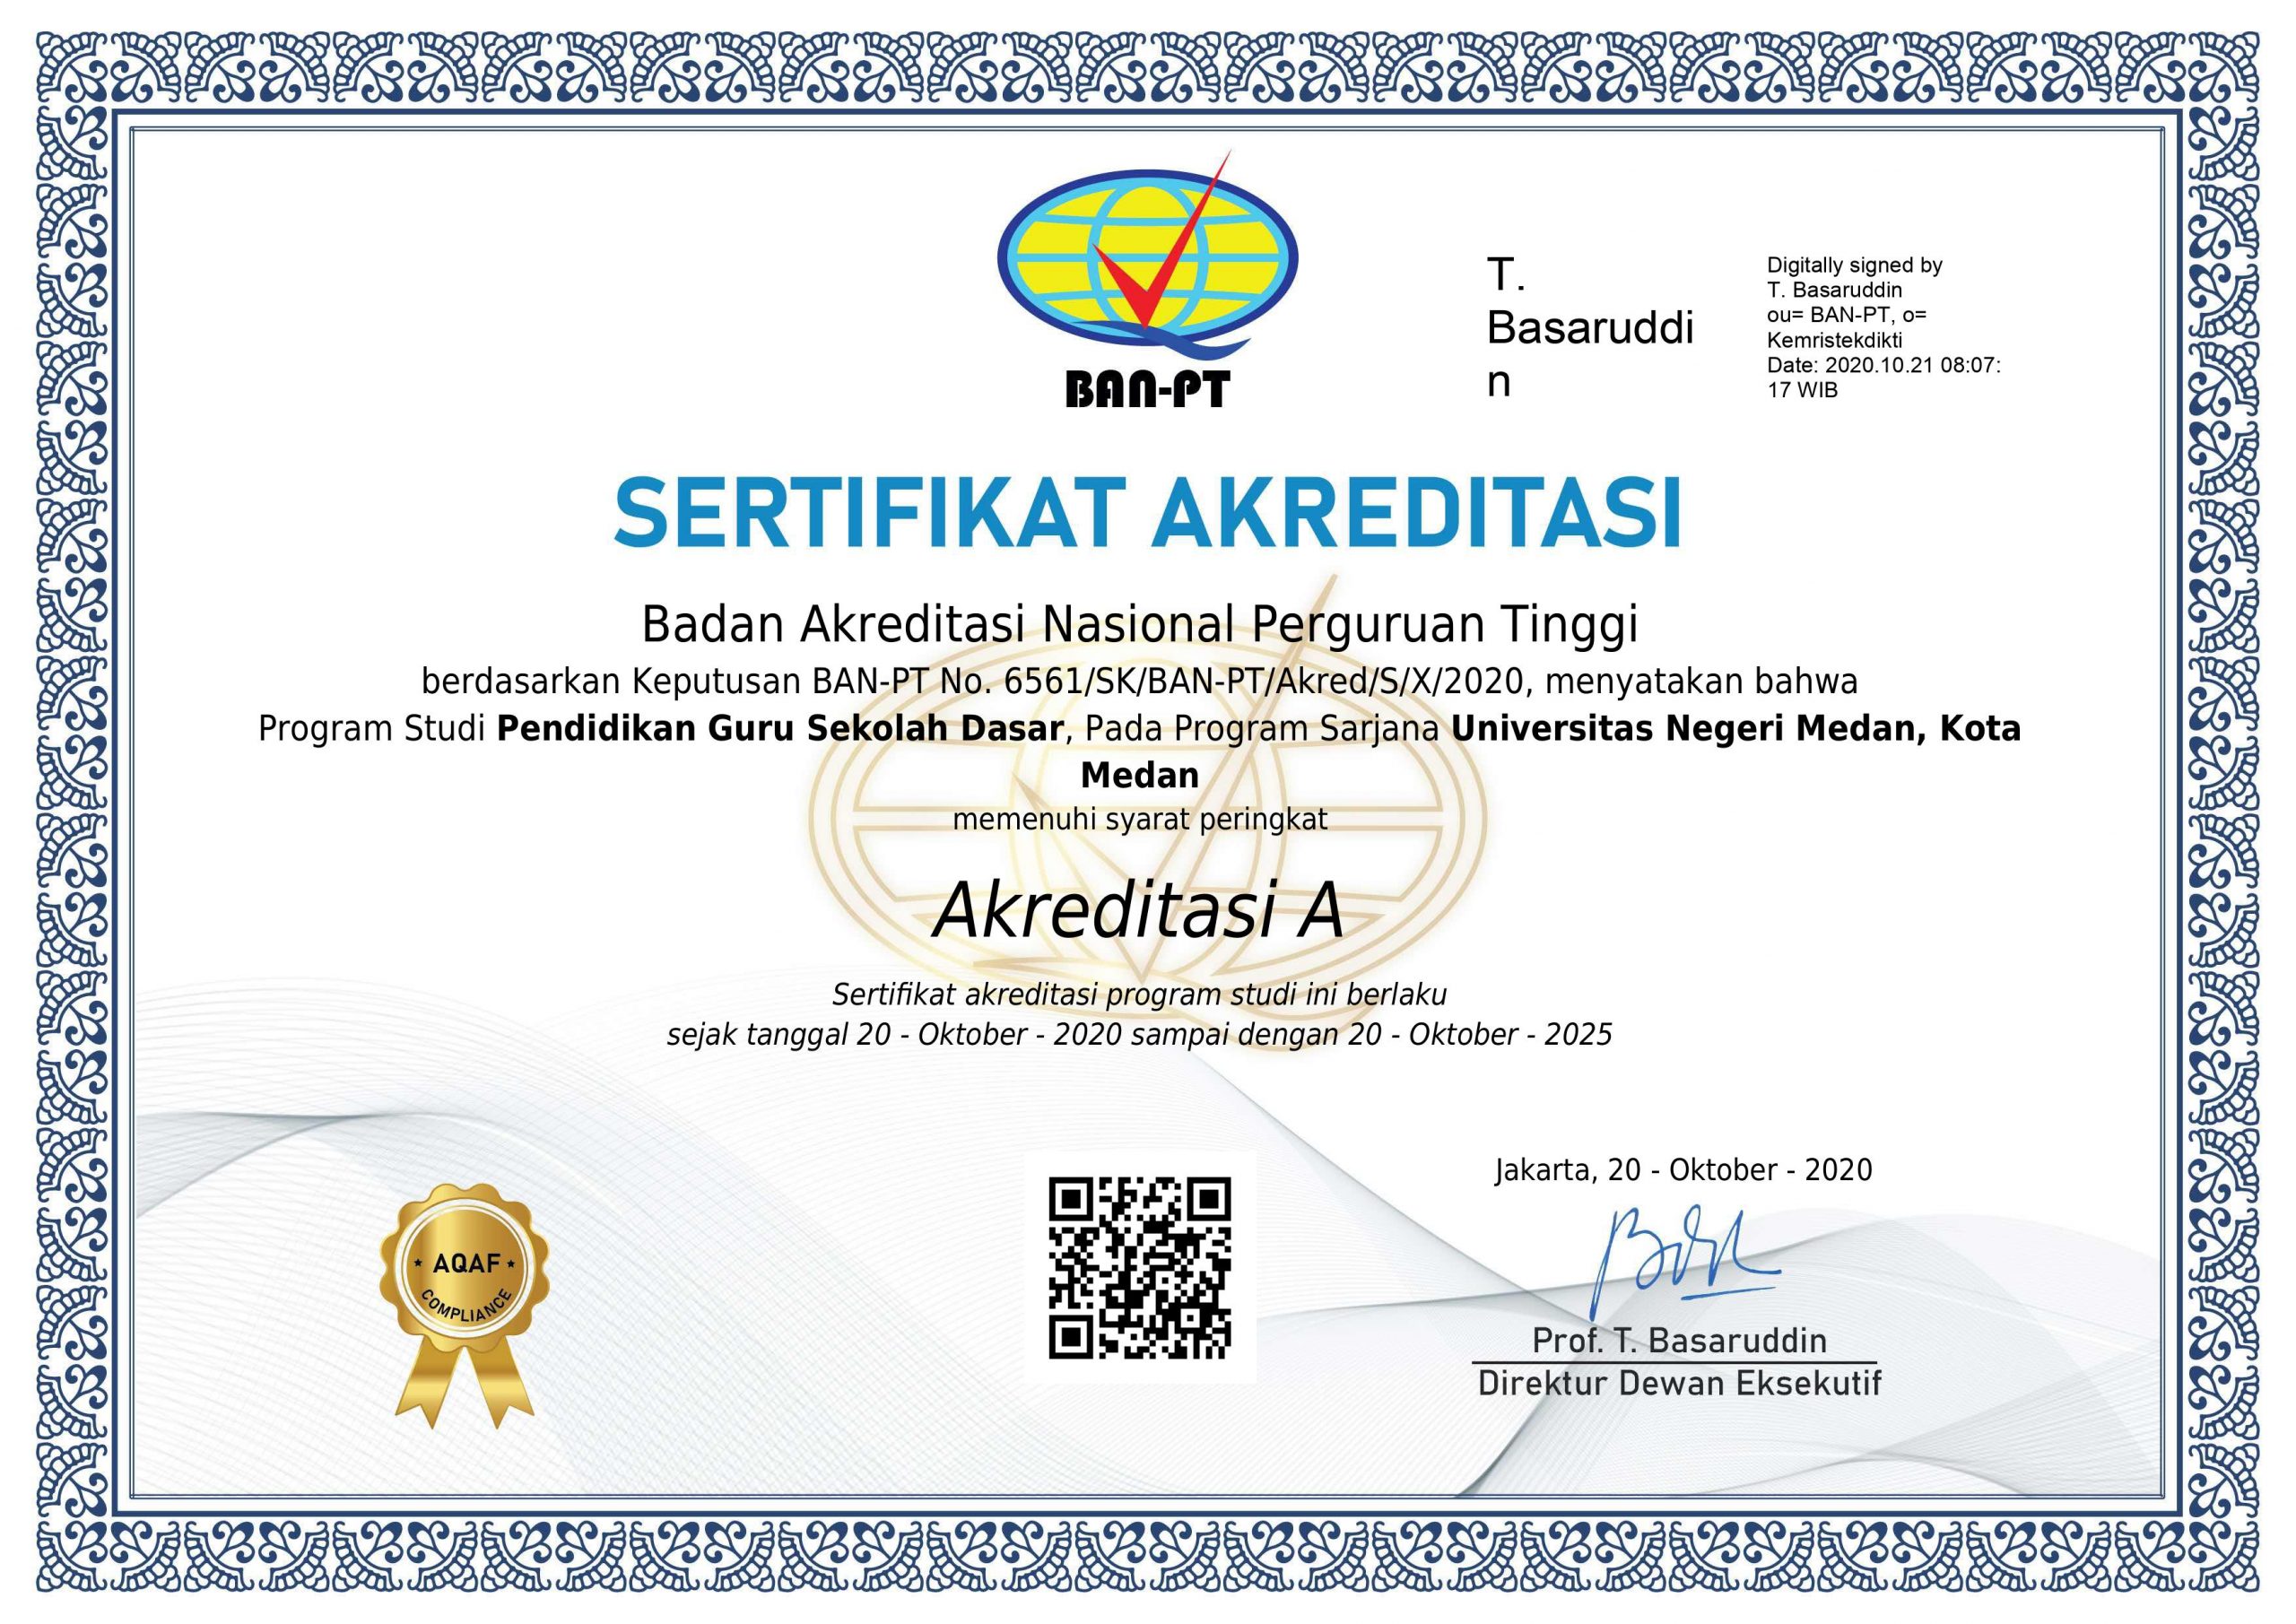 BAN-PT
T.
Basaruddi
n
Digitally signed by
T. Basaruddin
ou= BAN-PT, o=
Kemristekdikti
Date: 2020.10.21 08:07:
17 WIB
SERTIFIKAT AKREDITASI
Badan Akreditasi Nasional Perguruan Tinggi
berdasarkan Keputusan BAN-PT No. 6561/SK/BAN-PT/Akred/S/X/2020, menyatakan bahwa
Program Studi Pendidikan Guru Sekolah Dasar, Pada Program Sarjana Universitas Negeri Medan, Kota
Medan
memenuhi syarat peringkat
Akreditasi A
Sertifikat akreditasi program studi ini berlaku
sejak tanggal 20 - Oktober - 2020 sampai dengan 20 - Oktober - 2025
AQAF
COMPLIANCE
Jakarta, 20 - Oktober - 2020
Prof. T. Basaruddin
Direktur Dewan Eksekutif